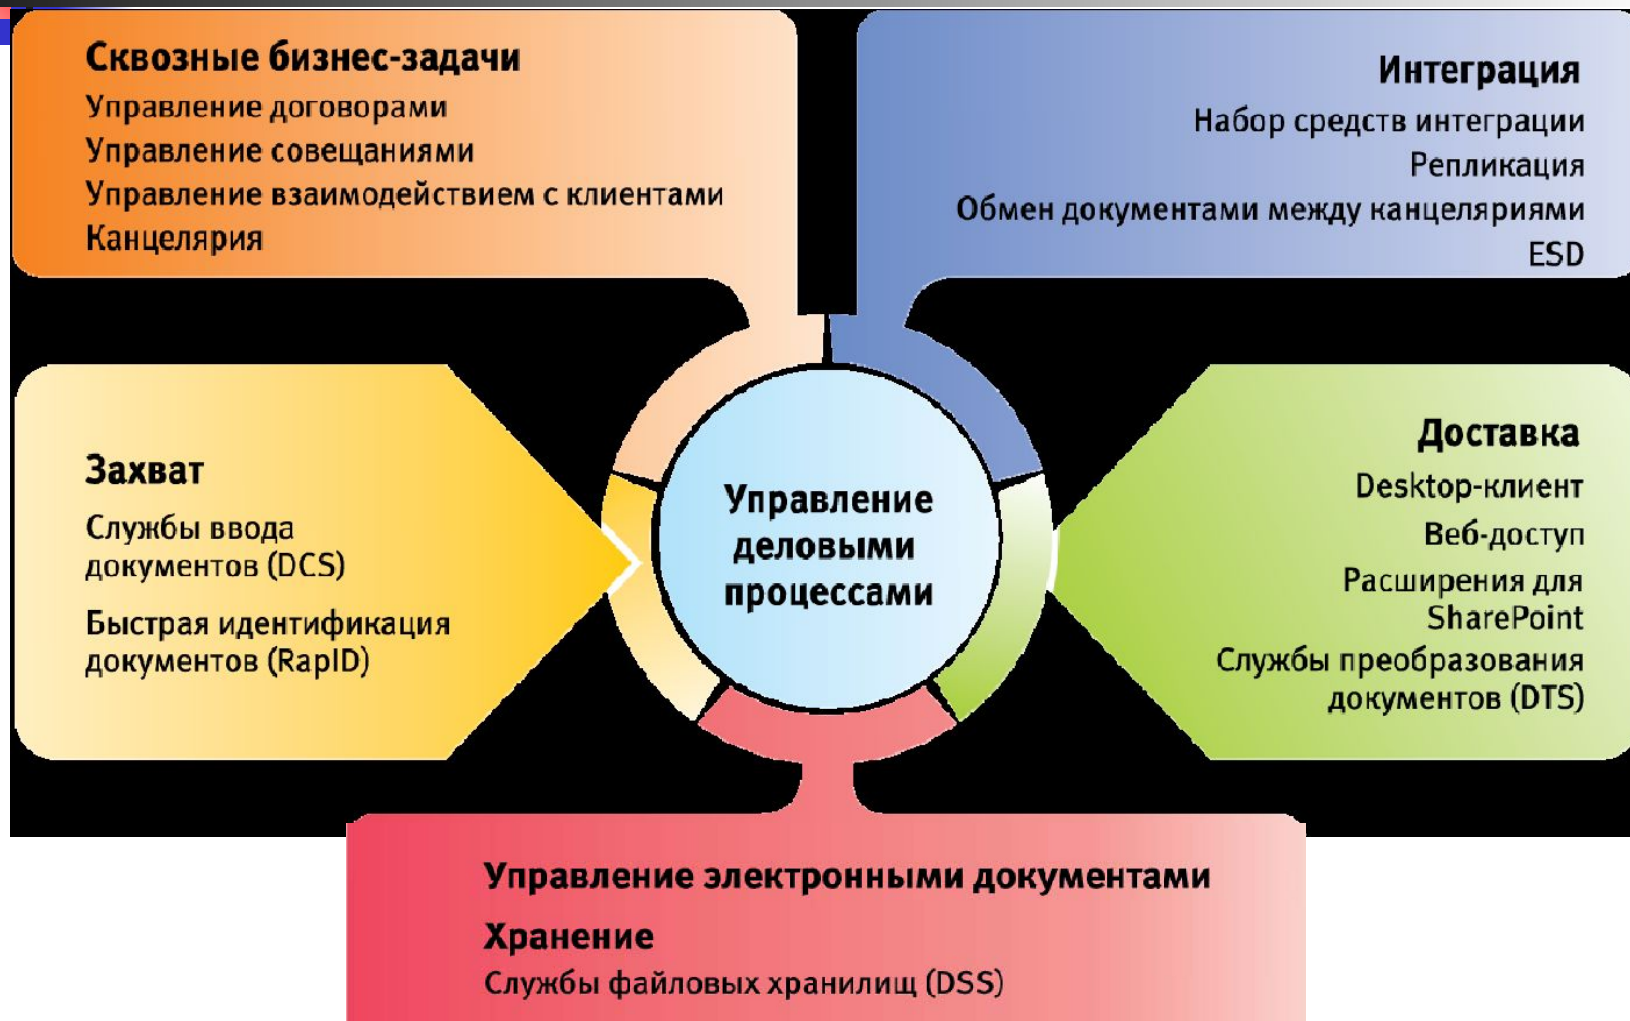 Сквозные бизнес-задачи
Управление договорами
Управление совещаниями
Управление взаимодействием с клиентами
Канцелярия
Интеграция
Набор средств интеграции
Репликация
Обмен документами между канцеляриями
ESD
Захват
Службы ввода
документов (DCS)
Быстрая идентификация
документов (RapID)
Управление
деловыми
процессами
Доставка
Desktop-клиент
Веб-доступ
Расширения для
SharePoint
Службы преобразования
документов (DTS)
Управление электронными документами
Хранение
Службы файловых хранилищ (DSS)